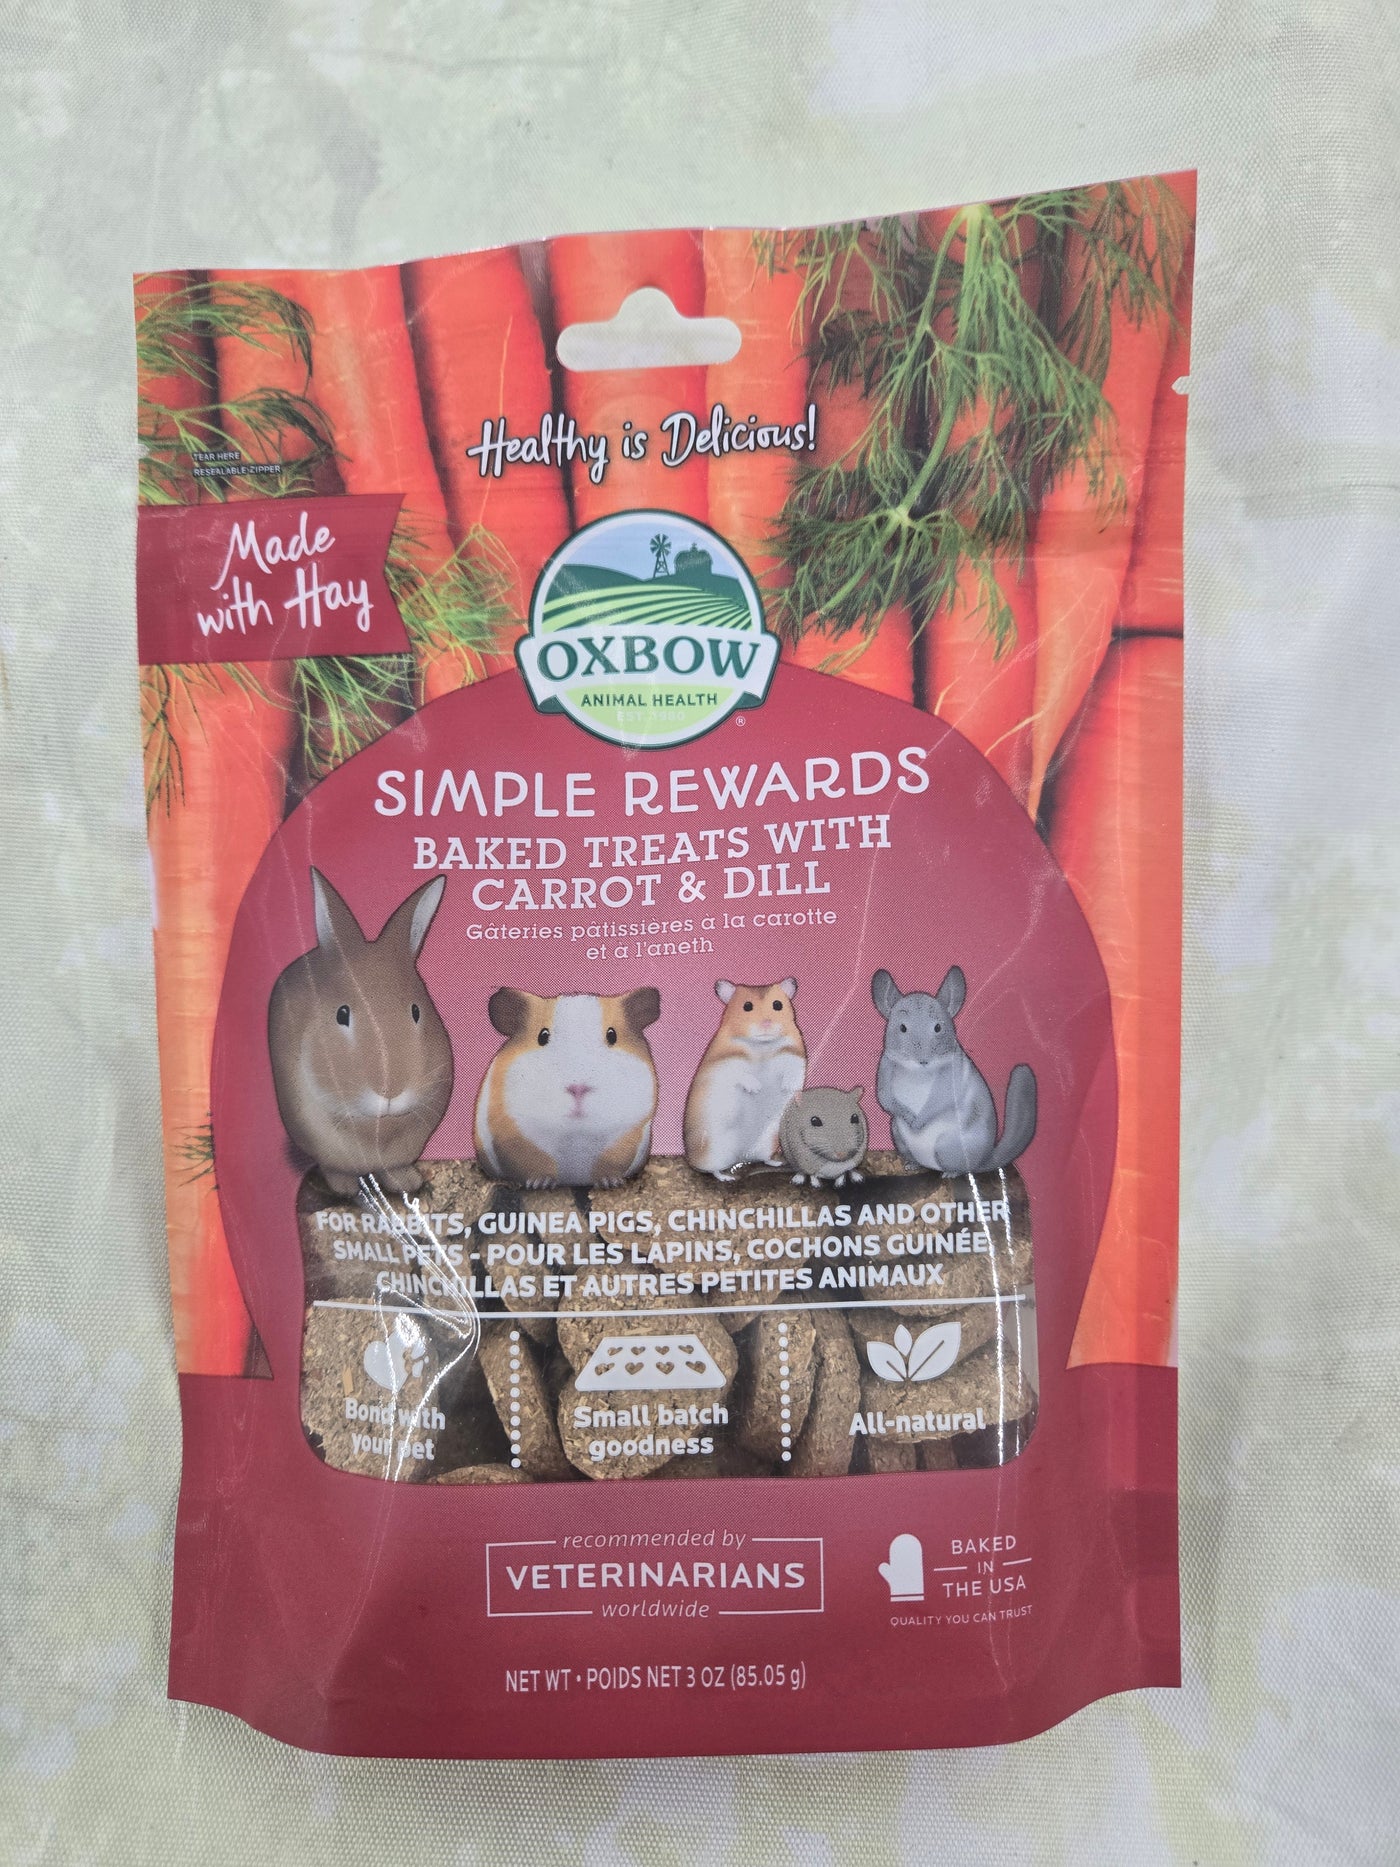 Healthy is Delicious!
TEAR HERE
RESEALABLE ZIPPER
Made
with Hay
OXBOW
ANIMAL HEALTH
EST. 1980
®
SIMPLE REWARDS
BAKED TREATS WITH
CARROT & DILL
Gâteries pâtissières à la carotte
et à l'aneth
FOR RABBITS, GUINEA PIGS, CHINCHILLAS AND OTHER
SMALL PETS - POUR LES LAPINS, COCHONS GUINÉE,
CHINCHILLAS ET AUTRES PETITES ANIMAUX
Bond with
your pet
Small batch
goodness
All-natural
recommended by
VETERINARIANS
worldwide
BAKED
IN
THE USA
QUALITY YOU CAN TRUST
NET WT • POIDS NET 3 OZ (85.05 g)